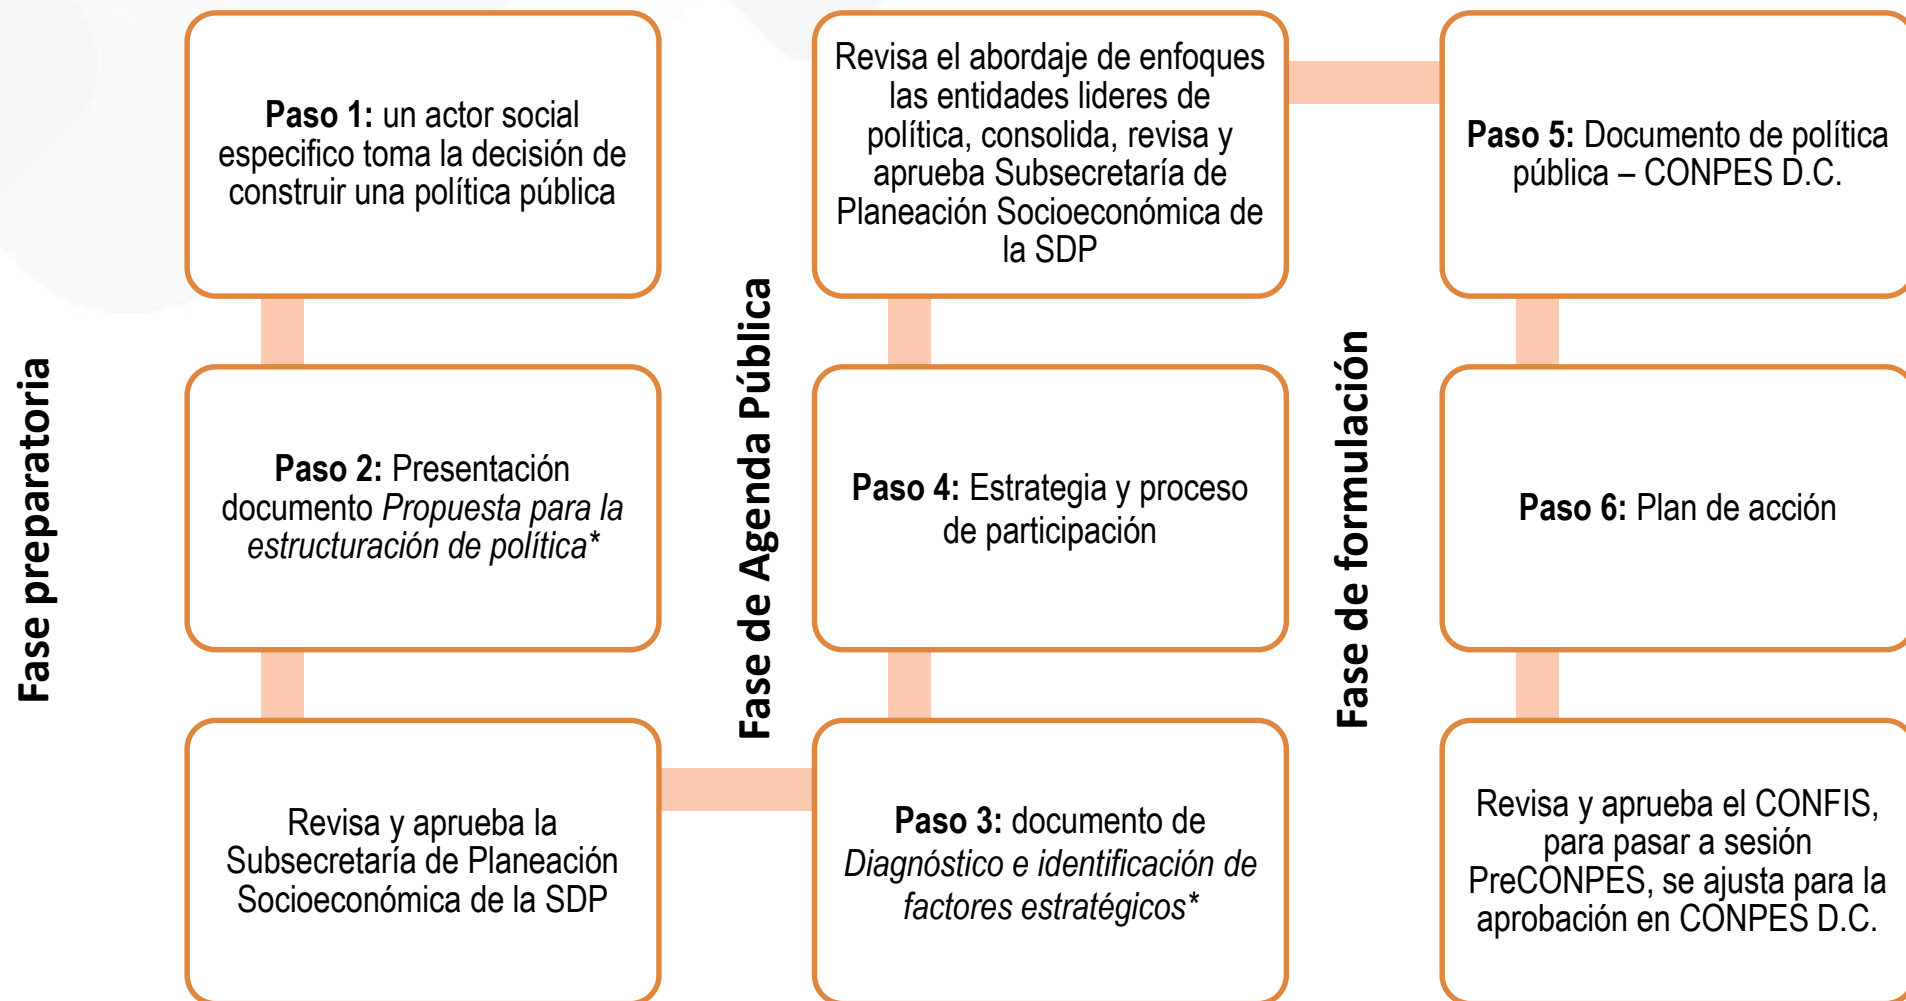 Fase preparatoria
Paso 1: un actor social
especifico toma la decisión de
construir una política pública
Paso 2: Presentación
documento Propuesta para la
estructuración de política*
Revisa y aprueba la
Subsecretaría de Planeación
Socioeconómica de la SDP
Fase de Agenda Pública
Revisa el abordaje de enfoques
las entidades lideres de
política, consolida, revisa y
aprueba Subsecretaría de
Planeación Socioeconómica de
la SDP
Paso 4: Estrategia y proceso
de participación
Paso 3: documento de
Diagnóstico e identificación de
factores estratégicos*
Fase de formulación
Paso 5: Documento de política
pública – CONPES D.C.
Paso 6: Plan de acción
Revisa y aprueba el CONFIS,
para pasar a sesión
PreCONPES, se ajusta para la
aprobación en CONPES D.C.